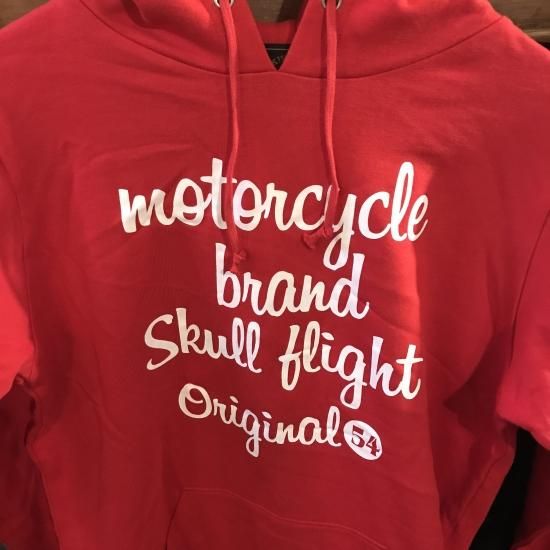 motorcycle
brand
Skull flight
Original 54